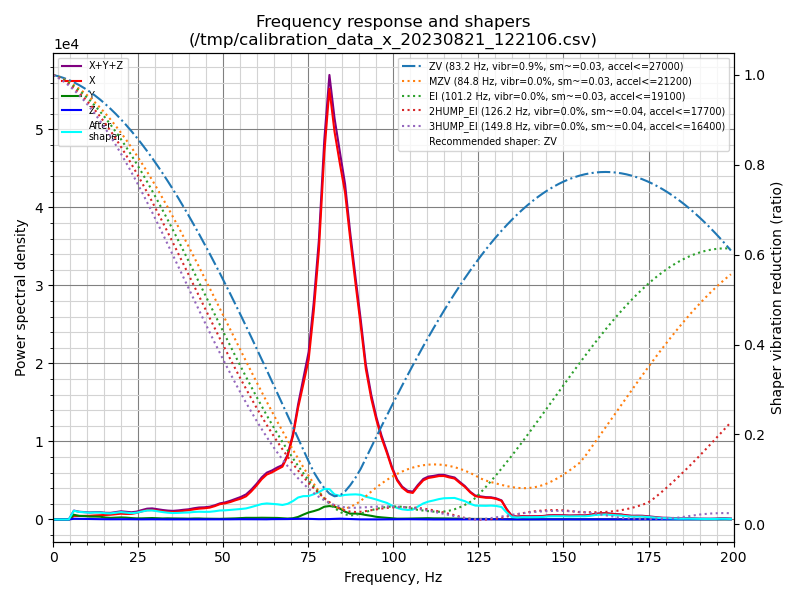 Frequency response and shapers
(/tmp/calibration_data_x_20230821_122106.csv)
1e4
X+Y+Z
X
Y
Z
After
shaper
ZV (83.2 Hz, vibr=0.9%, sm~=0.03, accel<=27000)
MZV (84.8 Hz, vibr=0.0%, sm~=0.03, accel<=21200)
EI (101.2 Hz, vibr=0.0%, sm~=0.03, accel<=19100)
2HUMP_EI (126.2 Hz, vibr=0.0%, sm~=0.04, accel<=17700)
3HUMP_EI (149.8 Hz, vibr=0.0%, sm~=0.04, accel<=16400)
Recommended shaper: ZV
Power spectral density
5
4
3
2
1
0
1.0
0.8
0.6
0.4
0.2
0.0
Shaper vibration reduction (ratio)
0 25 50 75 100 125 150 175 200
Frequency, Hz